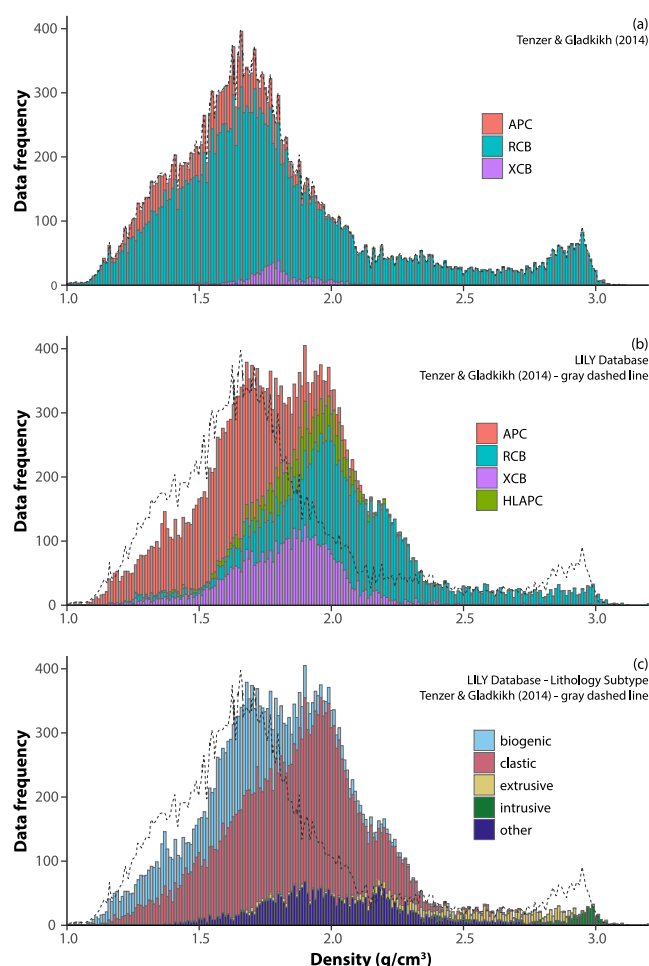 (a)
Tenzer & Gladkikh (2014)
Data frequency
400
300
200
100
0
APC
RCB
XCB
1.0
1.5
2.0
2.5
3.0
(b)
LILY Database
Tenzer & Gladkikh (2014) – gray dashed line
Data frequency
400
300
200
100
0
APC
RCB
XCB
HLAPC
1.0
1.5
2.0
2.5
3.0
(c)
LILY Database – Lithology Subtype
Tenzer & Gladkikh (2014) – gray dashed line
Data frequency
400
300
200
100
0
biogenic
clastic
extrusive
intrusive
other
1.0
1.5
2.0
2.5
3.0
Density (g/cm³)